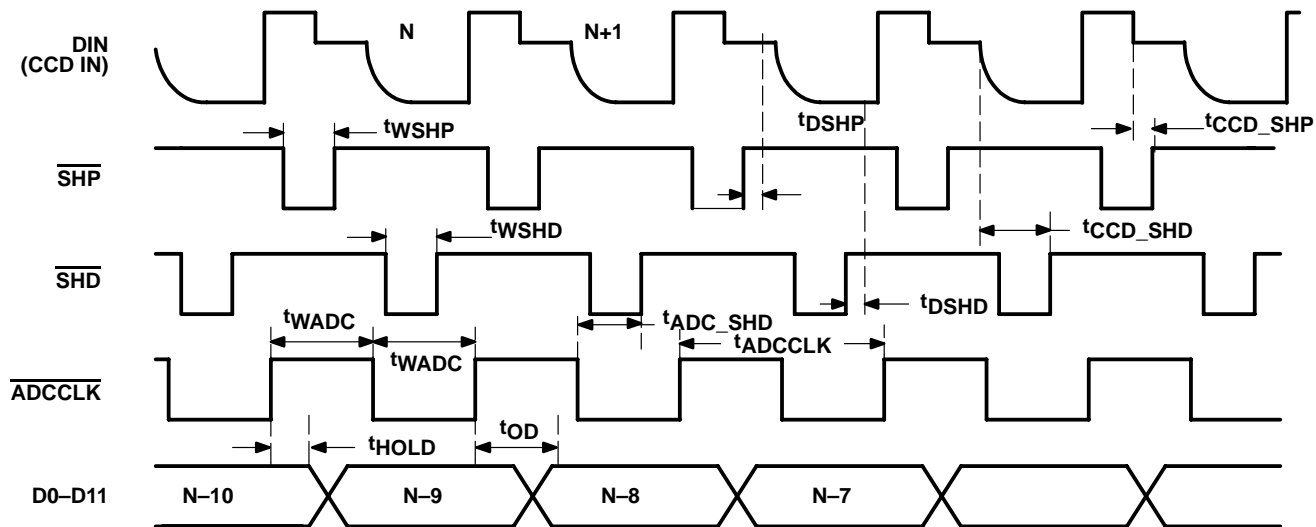 N
N+1
DIN
(CCD IN)
tWSHP
tDSHP
tCCD_SHP
SHP
tWSHD
tCCD_SHD
SHD
tDSHD
tWADC
tADC_SHD
tADCCLK
tWADC
ADCCLK
tOD
tHOLD
D0–D11
N–10
N–9
N–8
N–7